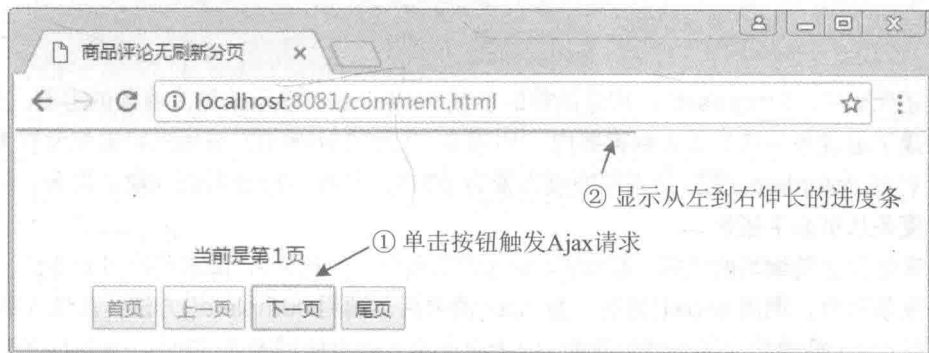 商品评论无刷新分页
localhost:8081/comment.html
② 显示从左到右伸长的进度条
① 单击按钮触发Ajax请求
当前是第1页
首页 上一页 下一页 尾页